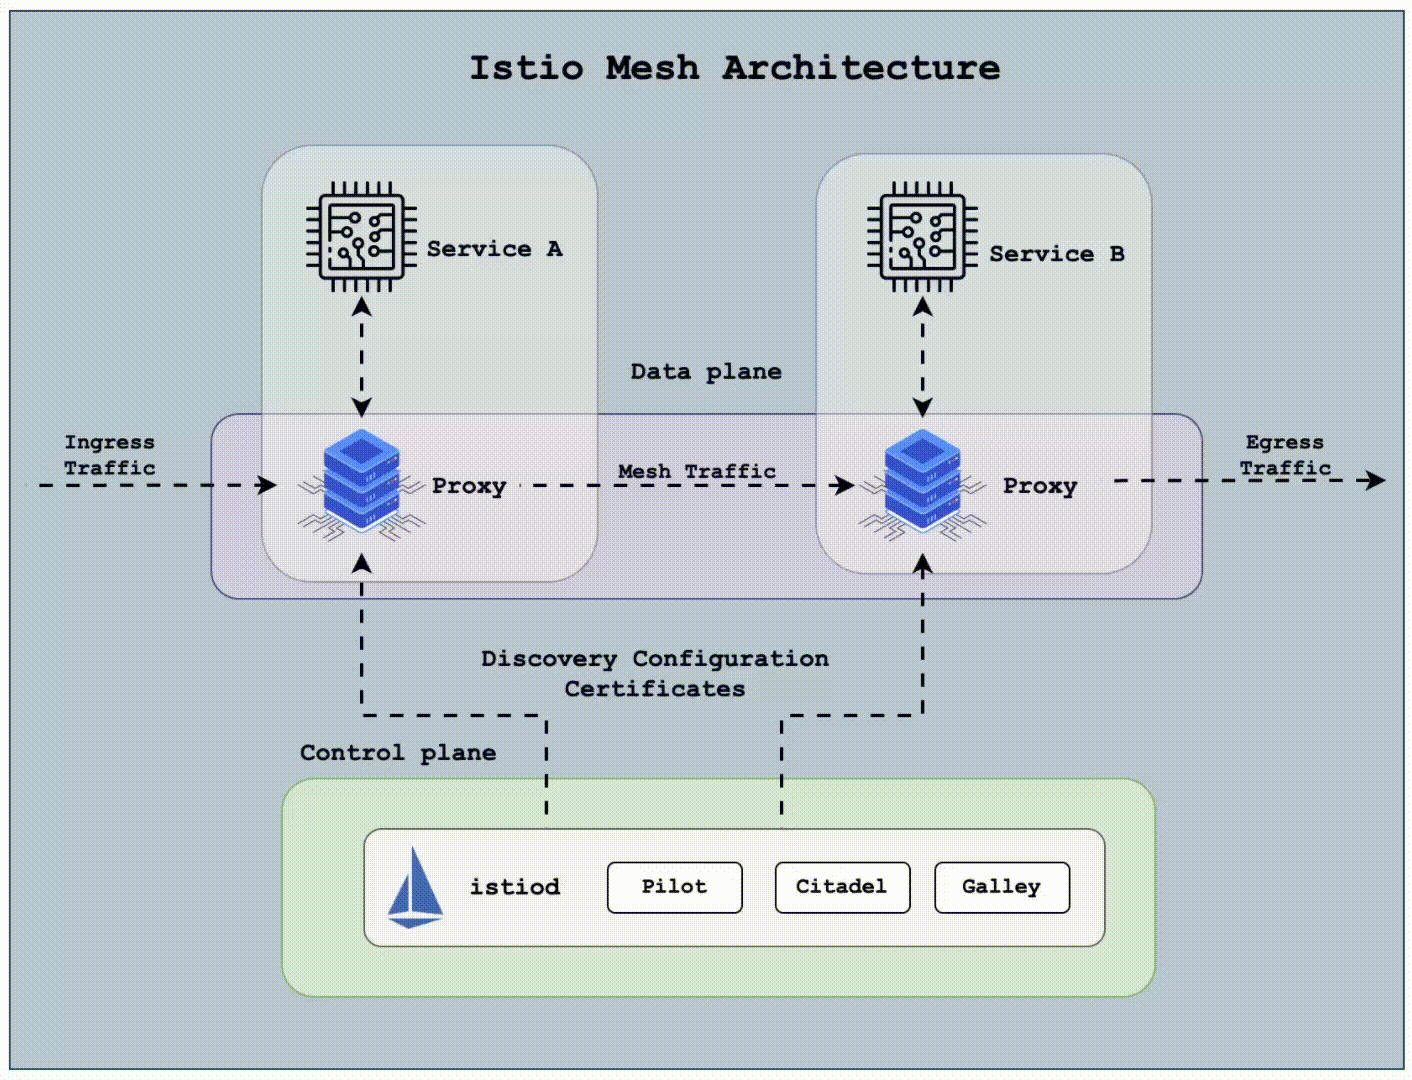 Istio Mesh Architecture
Service A
Service B
Data plane
Ingress
Traffic
Proxy
Mesh Traffic
Proxy
Egress
Traffic
Discovery Configuration
Certificates
Control plane
istiod
Pilot
Citadel
Galley